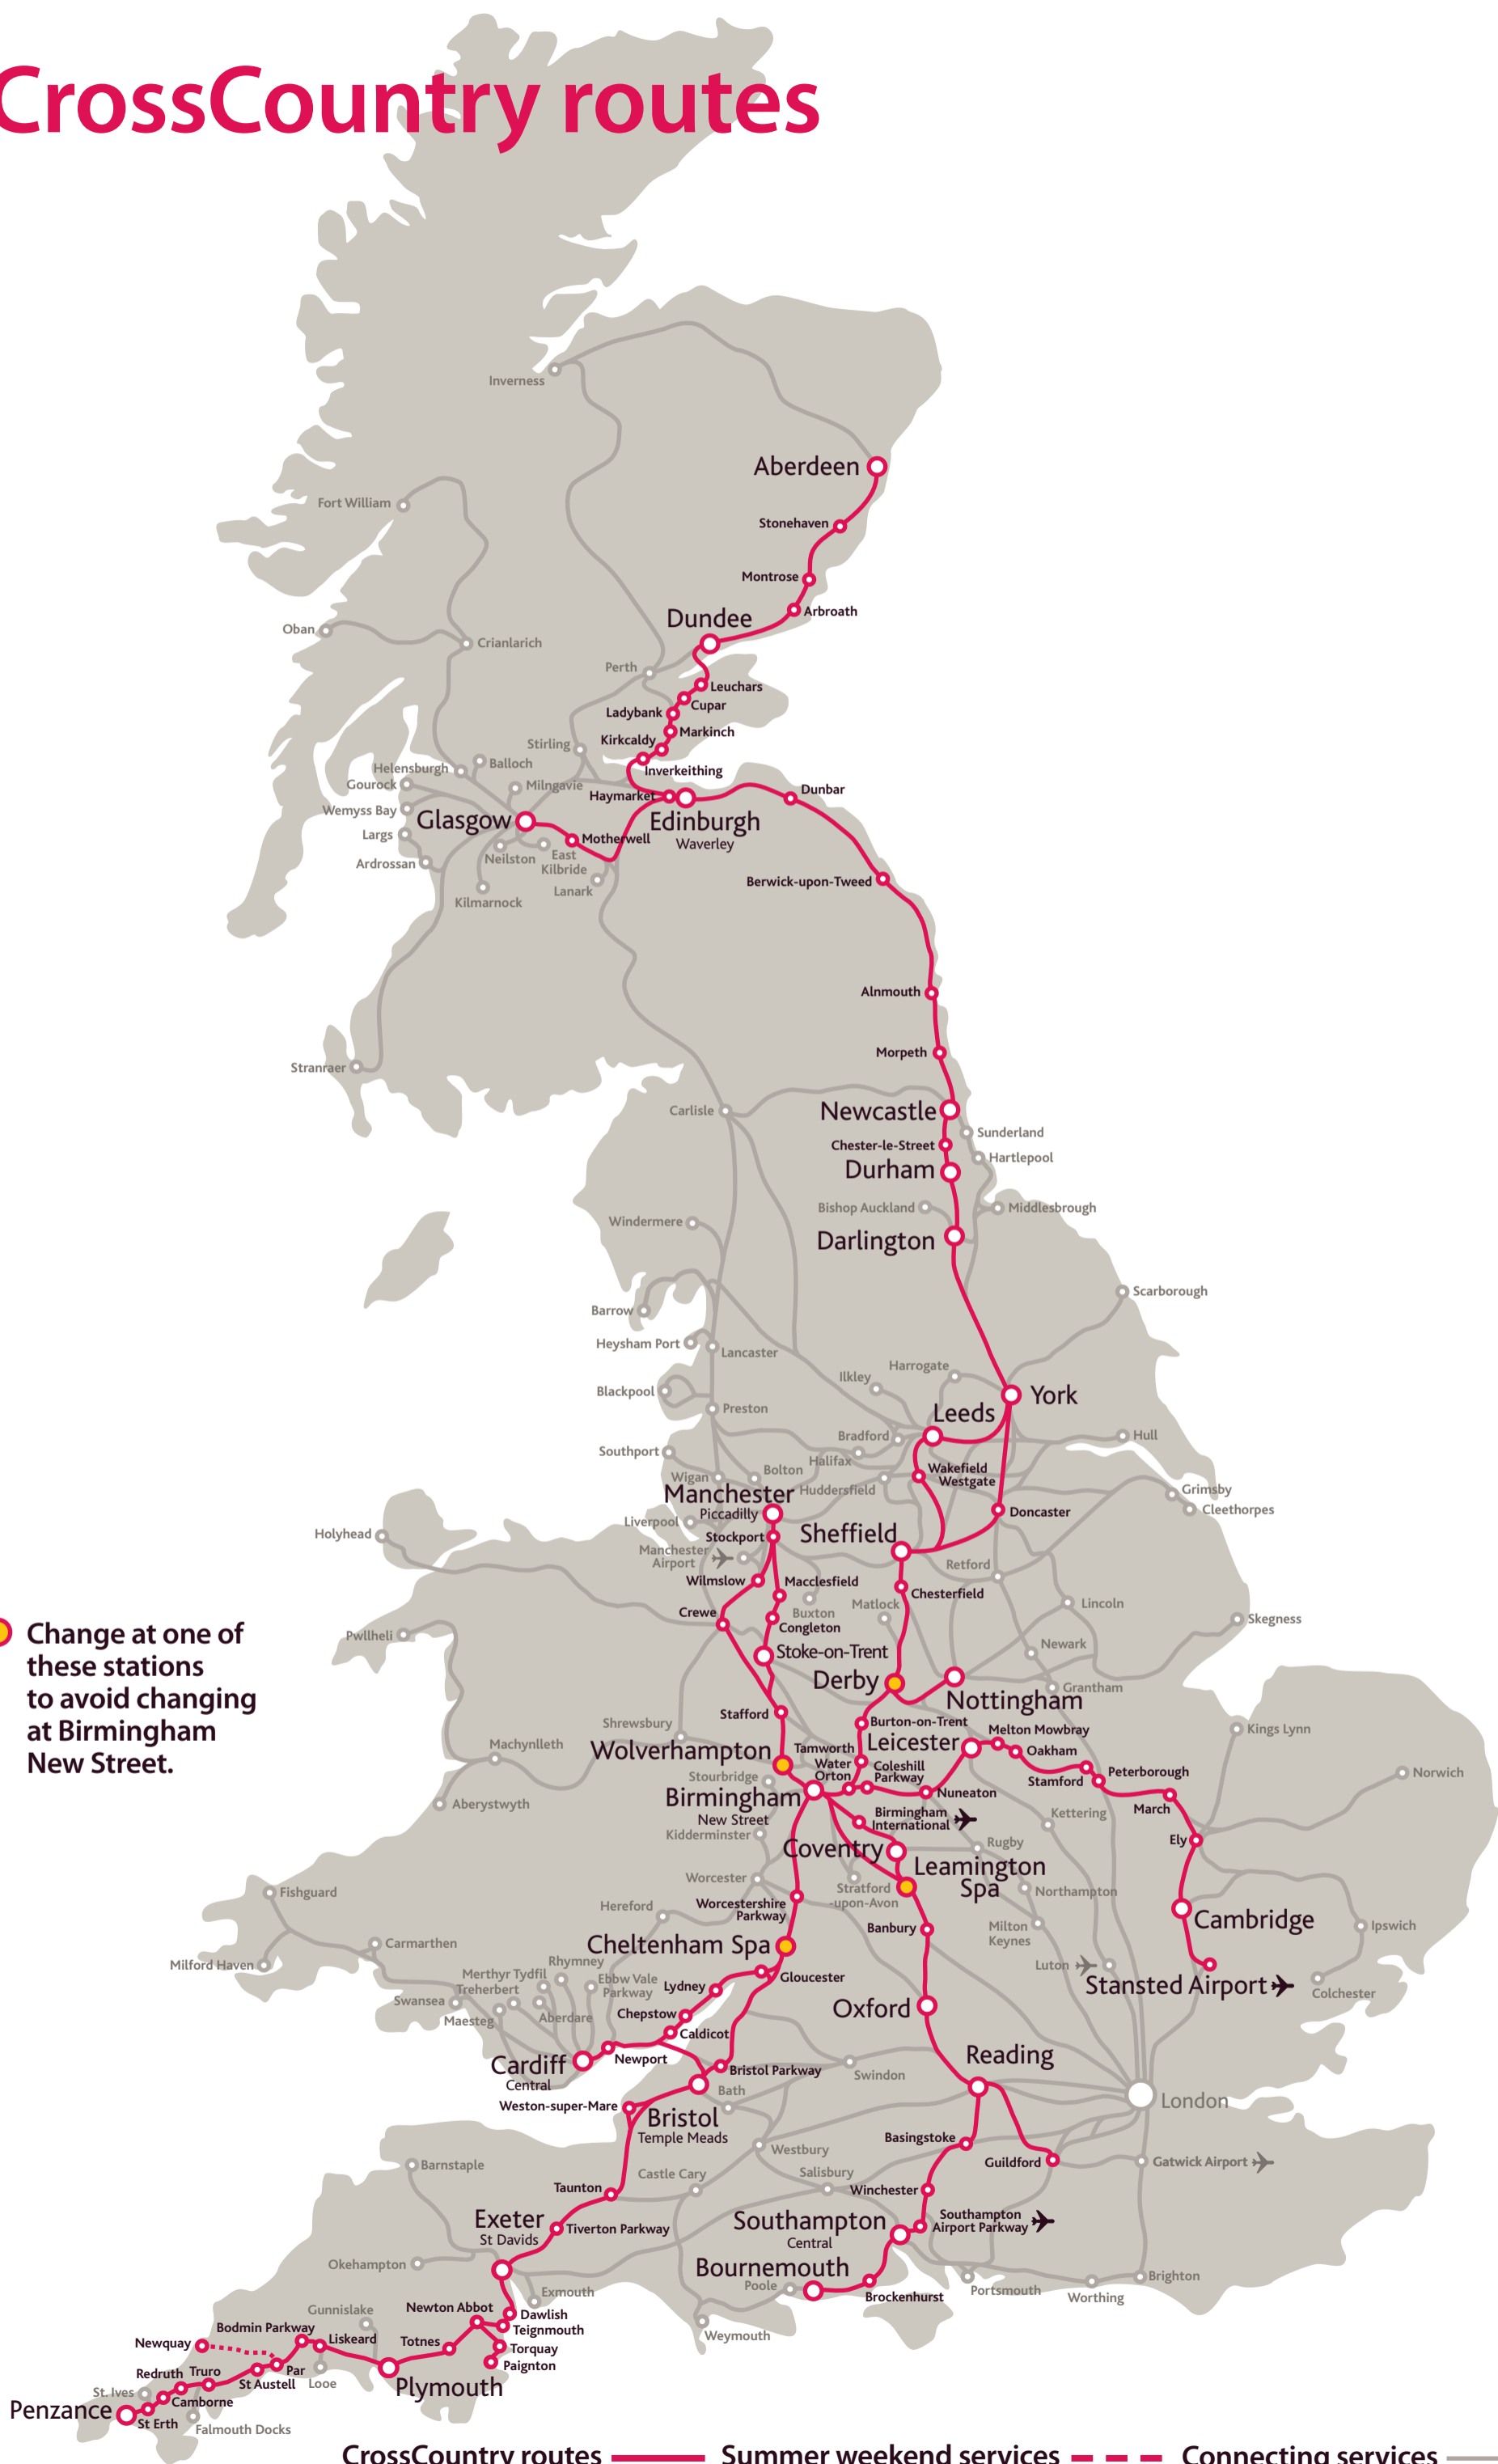 CrossCountry routes
Inverness
Aberdeen
Fort William
Stonehaven
Montrose
Arbroath
Dundee
Oban
Crianlarich
Perth
Leuchars
Cupar
Ladybank
Markinch
Kirkcaldy
Stirling
Inverkeithing
Balloch
Helensburgh
Gourock
Milngavie
Haymarket
Dunbar
Wemyss Bay
Glasgow
Edinburgh
Waverley
Largs
Motherwell
Neilston
East
Kilbride
Ardrossan
Lanark
Berwick-upon-Tweed
Kilmarnock
Alnmouth
Morpeth
Stranraer
Carlisle
Newcastle
Sunderland
Chester-le-Street
Hartlepool
Durham
Bishop Auckland
Middlesbrough
Windermere
Darlington
Scarborough
Barrow
Heysham Port
Lancaster
Harrogate
Ilkley
Blackpool
York
Preston
Leeds
Bradford
Hull
Southport
Halifax
Wakefield
Westgate
Wigan
Bolton
Huddersfield
Grimsby
Cleethorpes
Manchester
Piccadilly
Doncaster
Liverpool
Stockport
Sheffield
Holyhead
Manchester
Airport
Retford
Wilmslow
Macclesfield
Chesterfield
Buxton
Matlock
Lincoln
Crewe
Congleton
Skegness
Change at one of
these stations
to avoid changing
at Birmingham
New Street.
Pwllheli
Newark
Stoke-on-Trent
Derby
Grantham
Nottingham
Stafford
Burton-on-Trent
Shrewsbury
Melton Mowbray
Kings Lynn
Machynlleth
Wolverhampton
Tamworth
Leicester
Oakham
Water
Orton
Coleshill
Parkway
Stamford
Peterborough
Norwich
Stourbridge
Birmingham
New Street
Nuneaton
March
Aberystwyth
Birmingham
International
Kettering
Kidderminster
Ely
Coventry
Rugby
Leamington
Spa
Worcester
Stratford
-upon-Avon
Northampton
Fishguard
Hereford
Worcestershire
Parkway
Banbury
Milton
Keynes
Cambridge
Ipswich
Carmarthen
Cheltenham Spa
Milford Haven
Rhymney
Luton
Merthyr Tydfil
Ebbw Vale
Parkway
Gloucester
Stansted Airport
Treherbert
Lydney
Colchester
Swansea
Maesteg
Aberdare
Chepstow
Oxford
Caldicot
Cardiff
Central
Newport
Bristol Parkway
Reading
Swindon
Bath
London
Weston-super-Mare
Bristol
Temple Meads
Basingstoke
Westbury
Guildford
Gatwick Airport
Barnstaple
Castle Cary
Salisbury
Taunton
Winchester
Exeter
St Davids
Tiverton Parkway
Southampton
Central
Southampton
Airport Parkway
Okehampton
Bournemouth
Poole
Brockenhurst
Portsmouth
Worthing
Brighton
Exmouth
Newton Abbot
Dawlish
Teignmouth
Gunnislake
Weymouth
Bodmin Parkway
Newquay
Liskeard
Totnes
Torquay
Paignton
Redruth
Truro
Par
St Austell
Looe
Plymouth
St. Ives
Camborne
Penzance
St Erth
Falmouth Docks
CrossCountry routes
Summer weekend services
Connecting services